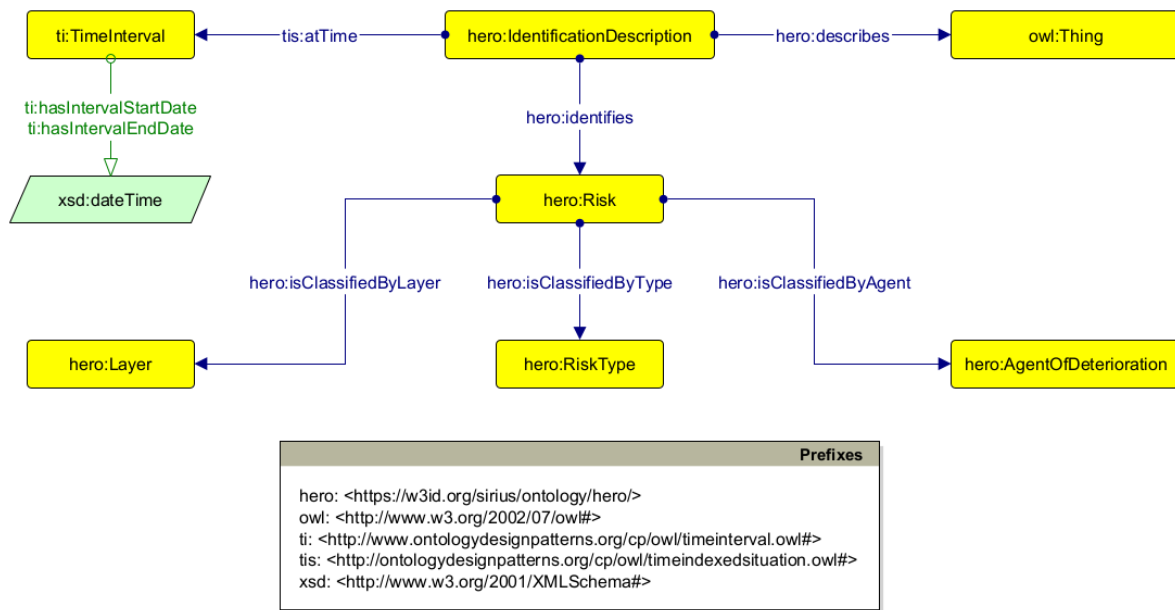 ti:TimeInterval
tis:atTime
hero:IdentificationDescription
hero:describes
owl:Thing
ti:hasIntervalStartDate
ti:hasIntervalEndDate
hero:identifies
xsd:dateTime
hero:Risk
hero:isClassifiedByLayer
hero:isClassifiedByType
hero:isClassifiedByAgent
hero:Layer
hero:RiskType
hero:AgentOfDeterioration
Prefixes
hero: <https://w3id.org/sirius/ontology/hero/>
owl: <http://www.w3.org/2002/07/owl#>
ti: <http://www.ontologydesignpatterns.org/cp/owl/timeinterval.owl#>
tis: <http://ontologydesignpatterns.org/cp/owl/timeindexedsituation.owl#>
xsd: <http://www.w3.org/2001/XMLSchema#>